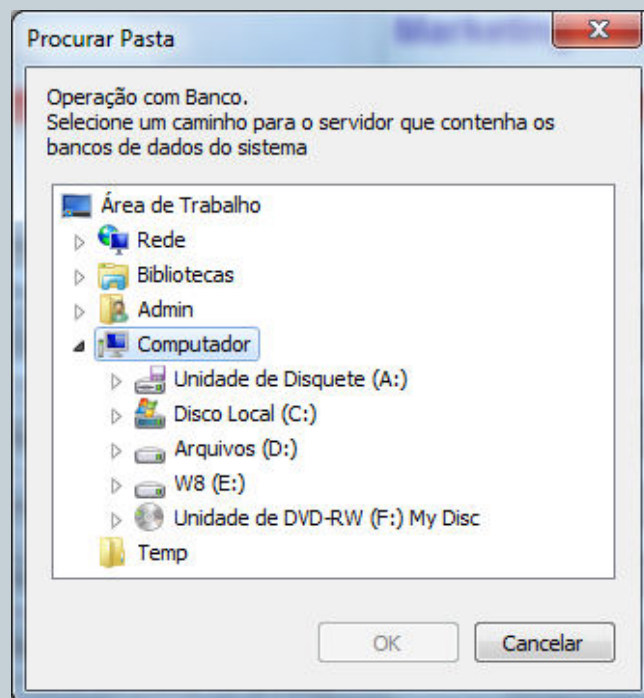 Marketing
Procurar Pasta
Operação com Banco.
Selecione um caminho para o servidor que contenha os
bancos de dados do sistema
Área de Trabalho
Rede
Bibliotecas
Admin
Computador
Unidade de Disquete (A:)
Disco Local (C:)
Arquivos (D:)
W8 (E:)
Unidade de DVD-RW (F:) My Disc
Temp
OK
Cancelar